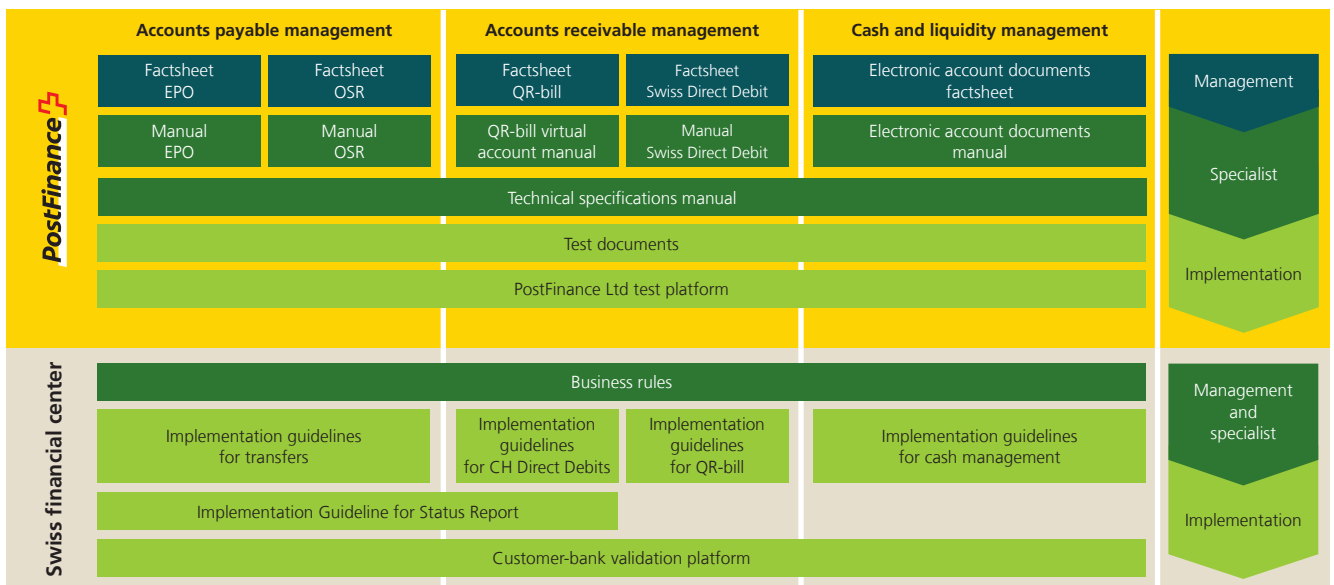 Accounts payable management
Accounts receivable management
Cash and liquidity management
PostFinance
Factsheet
EPO
Factsheet
OSR
Factsheet
QR-bill
Factsheet
Swiss Direct Debit
Electronic account documents
factsheet
Management
Manual
EPO
Manual
OSR
QR-bill virtual
account manual
Manual
Swiss Direct Debit
Electronic account documents
manual
Specialist
Technical specifications manual
Test documents
PostFinance Ltd test platform
Implementation
Swiss financial center
Business rules
Management
and
specialist
Implementation guidelines
for transfers
Implementation
guidelines
for CH Direct Debits
Implementation
guidelines
for QR-bill
Implementation guidelines
for cash management
Implementation Guideline for Status Report
Implementation
Customer-bank validation platform